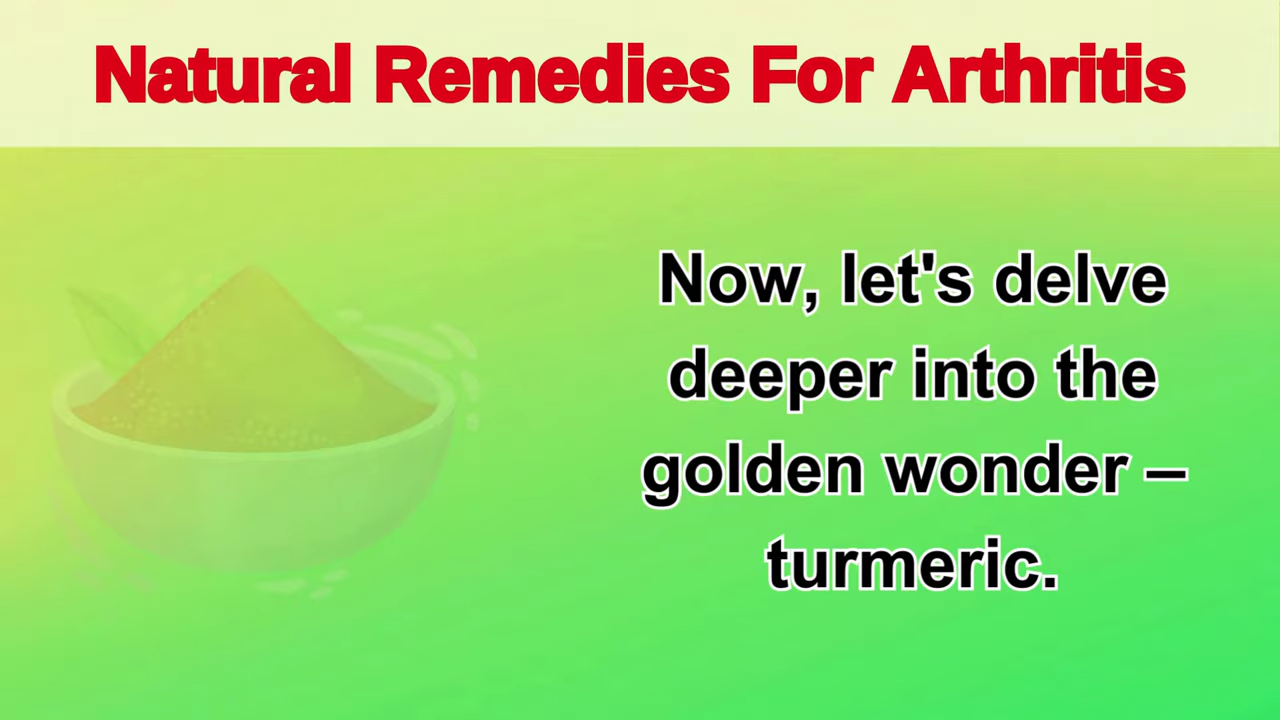 Natural Remedies For Arthritis
Now, let's delve
deeper into the
golden wonder –
turmeric.